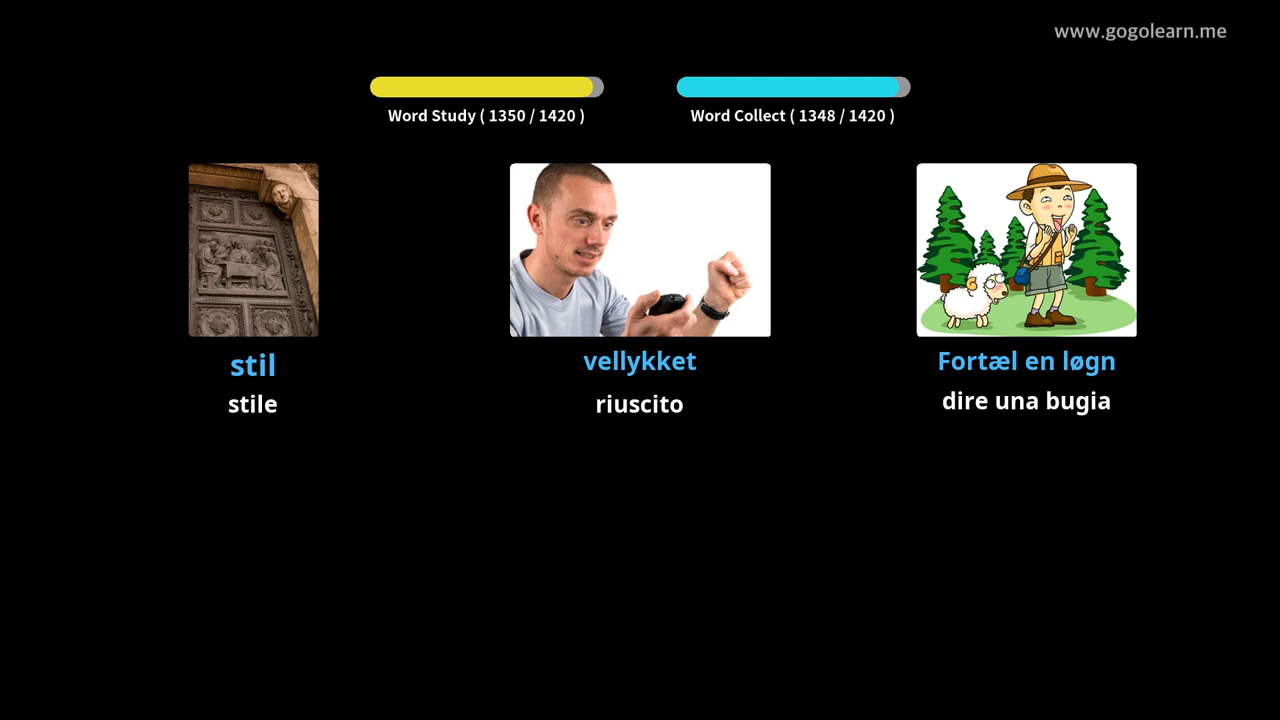 www.gogolearn.me
Word Study ( 1350 / 1420 )
Word Collect ( 1348 / 1420 )
stil
stile
vellykket
riuscito
Fortæl en løgn
dire una bugia